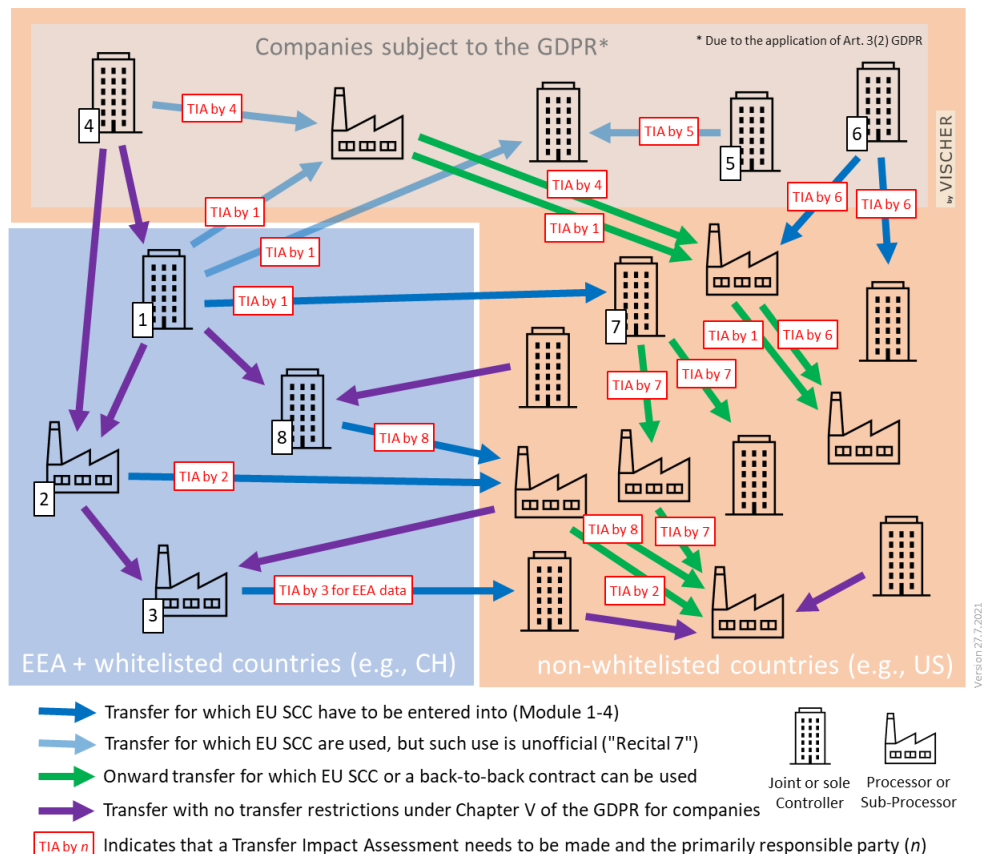 Companies subject to the GDPR*
* Due to the application of Art. 3(2) GDPR
4
TIA by 4
TIA by 5
5
6
by VISCHER
TIA by 4
TIA by 6
TIA by 6
TIA by 1
TIA by 1
TIA by 1
TIA by 1
1
7
TIA by 1
TIA by 6
TIA by 7
TIA by 7
8
TIA by 8
2
TIA by 2
TIA by 8
TIA by 7
TIA by 3 for EEA data
TIA by 2
3
EEA + whitelisted countries (e.g., CH)
non-whitelisted countries (e.g., US)
Version 27.7.2021
Transfer for which EU SCC have to be entered into (Module 1-4)
Transfer for which EU SCC are used, but such use is unofficial ("Recital 7")
Onward transfer for which EU SCC or a back-to-back contract can be used
Transfer with no transfer restrictions under Chapter V of the GDPR for companies
Joint or sole
Controller
Processor or
Sub-Processor
TIA by n
Indicates that a Transfer Impact Assessment needs to be made and the primarily responsible party (n)